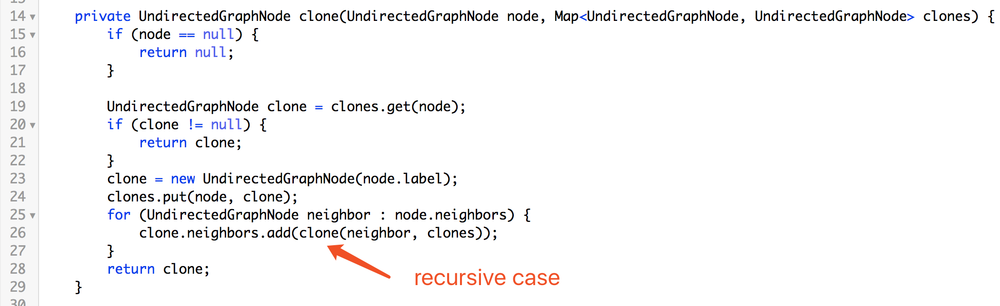 13
14 private UndirectedGraphNode clone(UndirectedGraphNode node, Map<UndirectedGraphNode, UndirectedGraphNode> clones) {
15 if (node == null) {
16 return null;
17 }
18
19 UndirectedGraphNode clone = clones.get(node);
20 if (clone != null) {
21 return clone;
22 }
23 clone = new UndirectedGraphNode(node.label);
24 clones.put(node, clone);
25 for (UndirectedGraphNode neighbor : node.neighbors) {
26 clone.neighbors.add(clone(neighbor, clones));
27 }
28 return clone;
recursive case
29 }
30